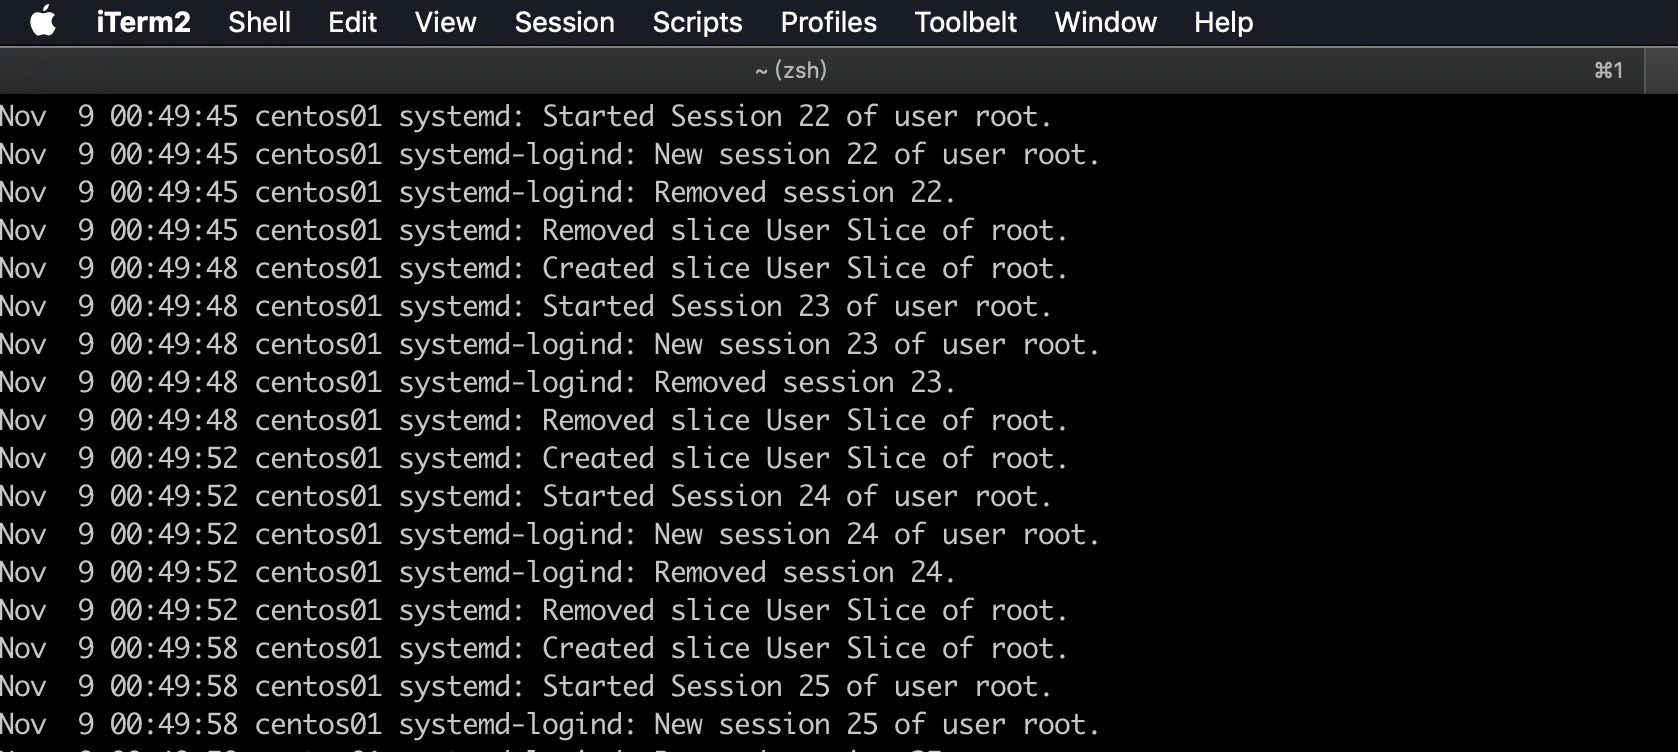 iTerm2 Shell Edit View Session Scripts Profiles Toolbelt Window Help
~ (zsh) ⌘1
Nov  9 00:49:45 centos01 systemd: Started Session 22 of user root.
Nov  9 00:49:45 centos01 systemd-logind: New session 22 of user root.
Nov  9 00:49:45 centos01 systemd-logind: Removed session 22.
Nov  9 00:49:45 centos01 systemd: Removed slice User Slice of root.
Nov  9 00:49:48 centos01 systemd: Created slice User Slice of root.
Nov  9 00:49:48 centos01 systemd: Started Session 23 of user root.
Nov  9 00:49:48 centos01 systemd-logind: New session 23 of user root.
Nov  9 00:49:48 centos01 systemd-logind: Removed session 23.
Nov  9 00:49:48 centos01 systemd: Removed slice User Slice of root.
Nov  9 00:49:52 centos01 systemd: Created slice User Slice of root.
Nov  9 00:49:52 centos01 systemd: Started Session 24 of user root.
Nov  9 00:49:52 centos01 systemd-logind: New session 24 of user root.
Nov  9 00:49:52 centos01 systemd-logind: Removed session 24.
Nov  9 00:49:52 centos01 systemd: Removed slice User Slice of root.
Nov  9 00:49:58 centos01 systemd: Created slice User Slice of root.
Nov  9 00:49:58 centos01 systemd: Started Session 25 of user root.
Nov  9 00:49:58 centos01 systemd-logind: New session 25 of user root.